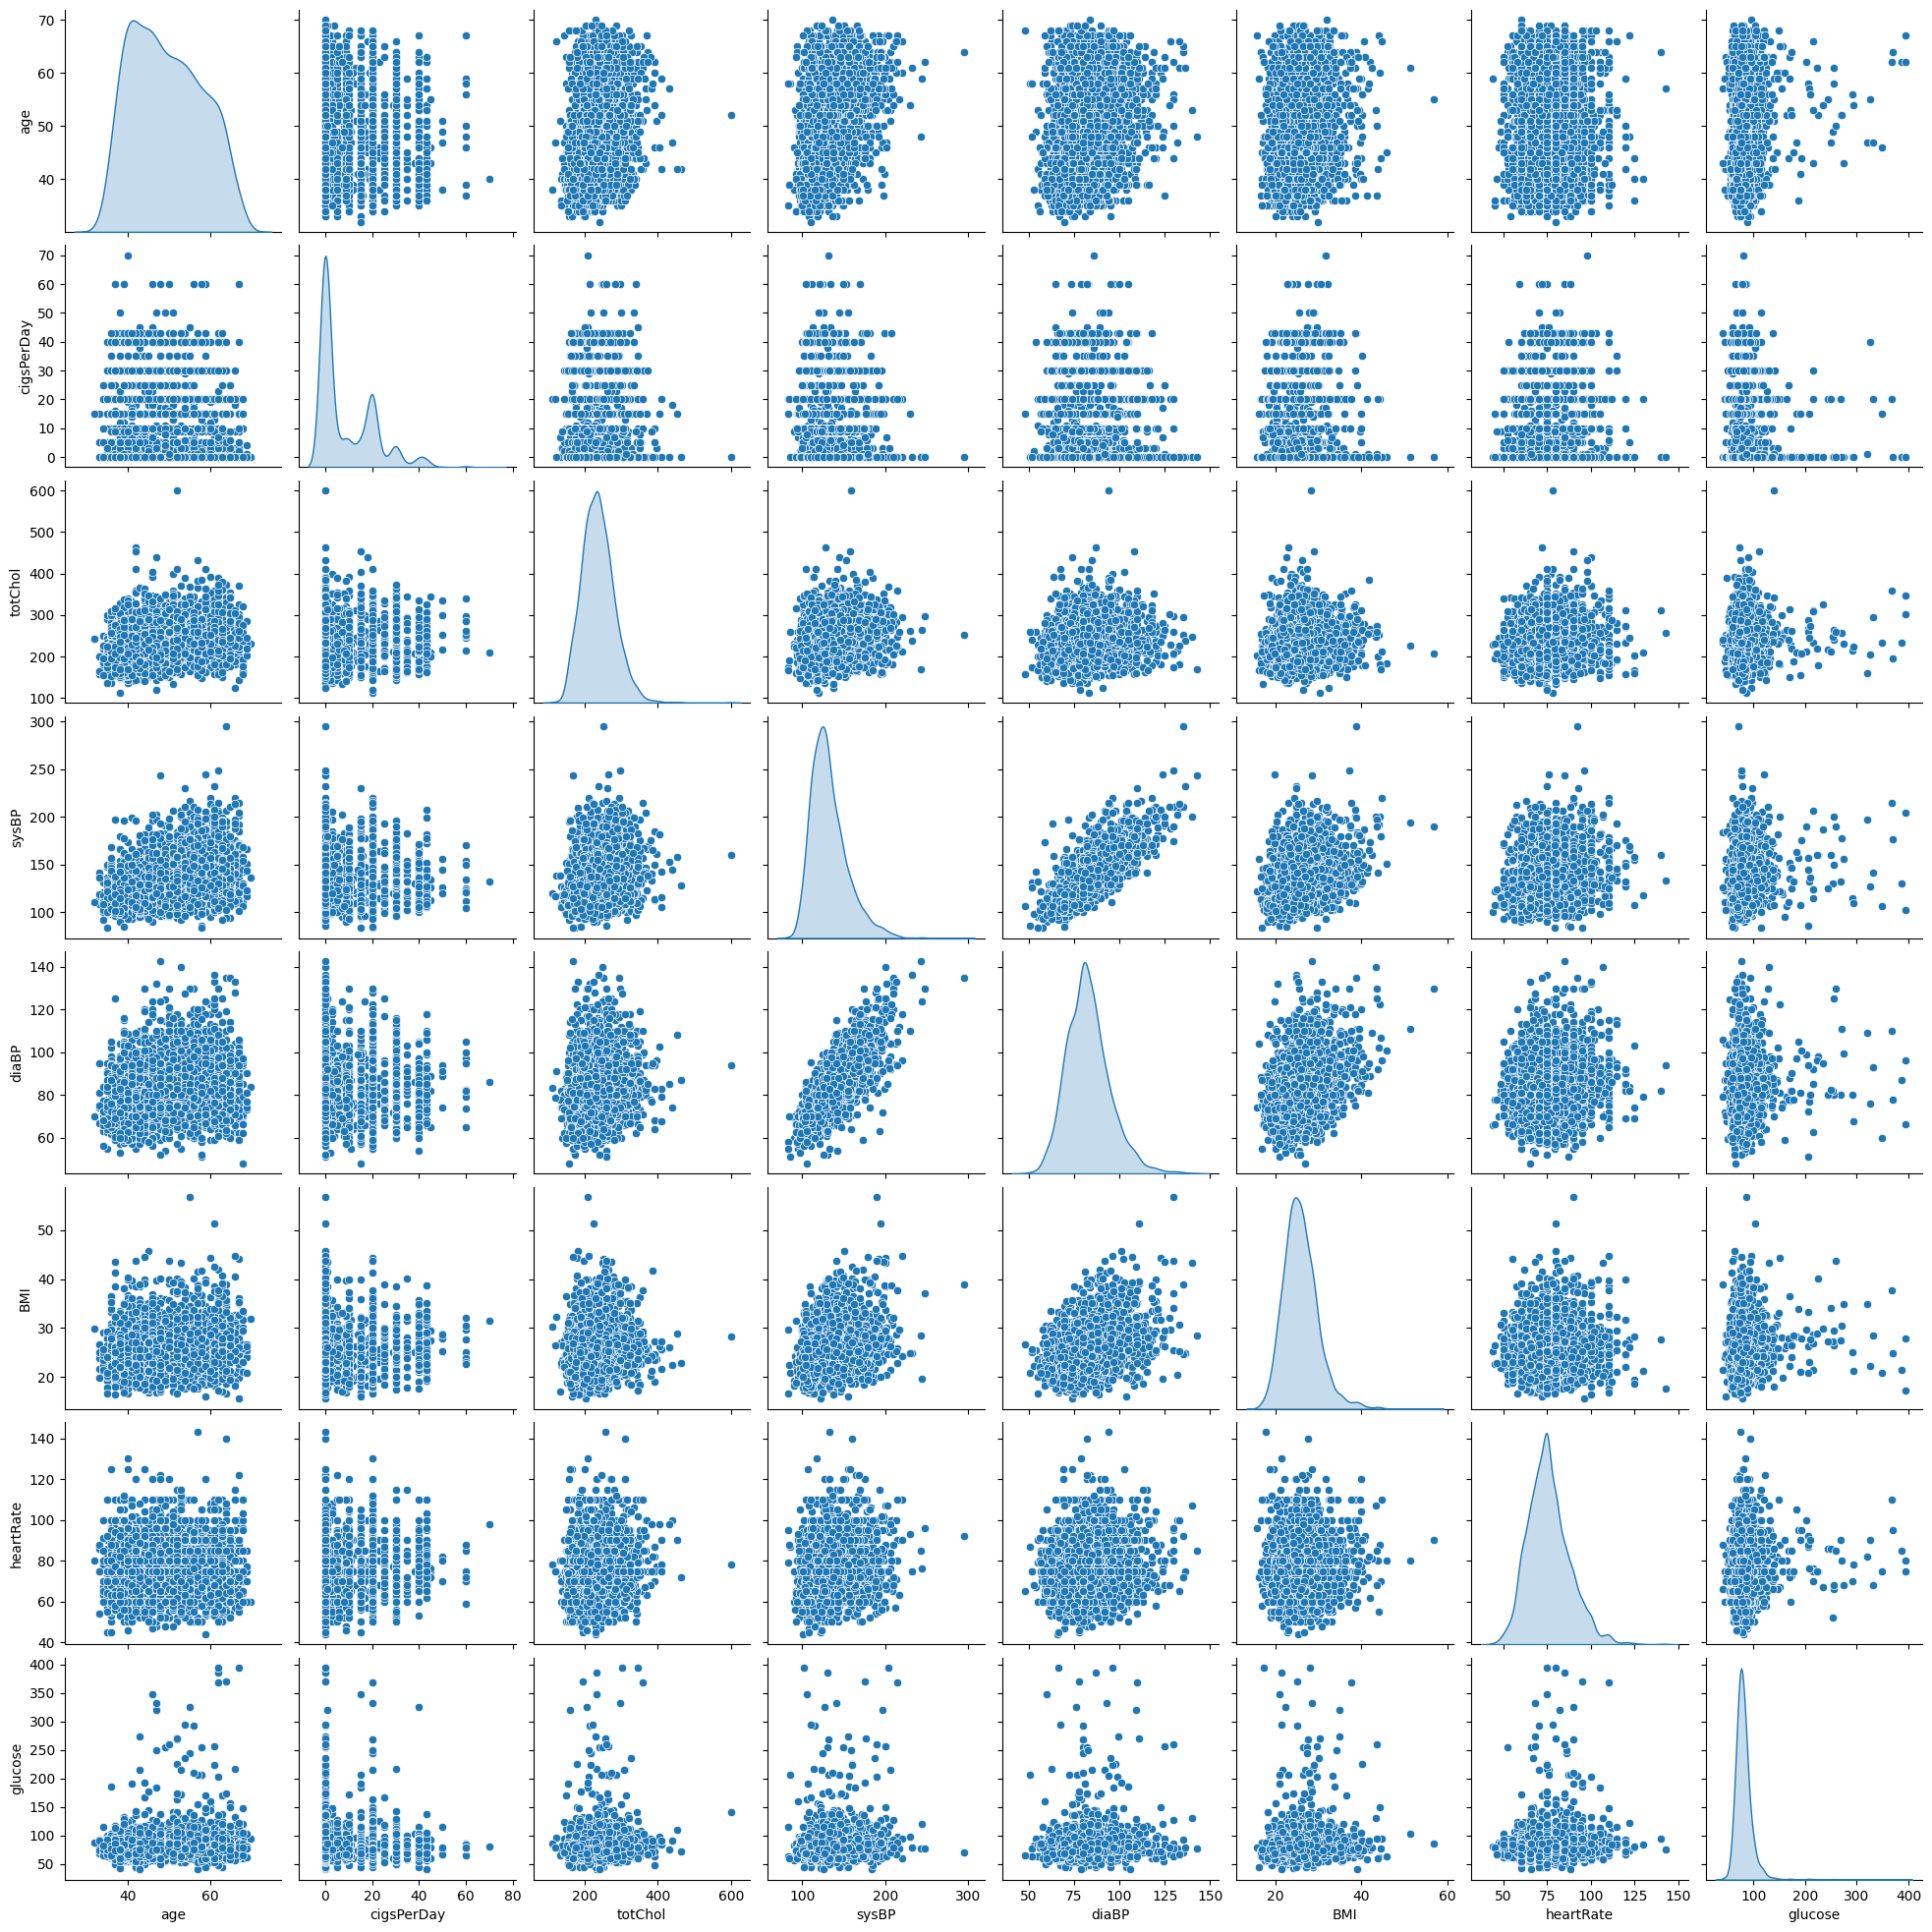 70
60
50
40
age
70
60
50
40
30
20
10
0
cigsPerDay
600
500
400
300
200
100
totChol
300
250
200
150
100
sysBP
140
120
100
80
60
diaBP
50
40
30
20
BMI
140
120
100
80
60
40
heartRate
400
350
300
250
200
150
100
50
glucose
40 60
0 20 40 60 80
200 400 600
100 200 300
50 75 100 125 150
20 40 60
50 75 100 125 150
100 200 300 400
age cigsPerDay totChol sysBP diaBP BMI heartRate glucose